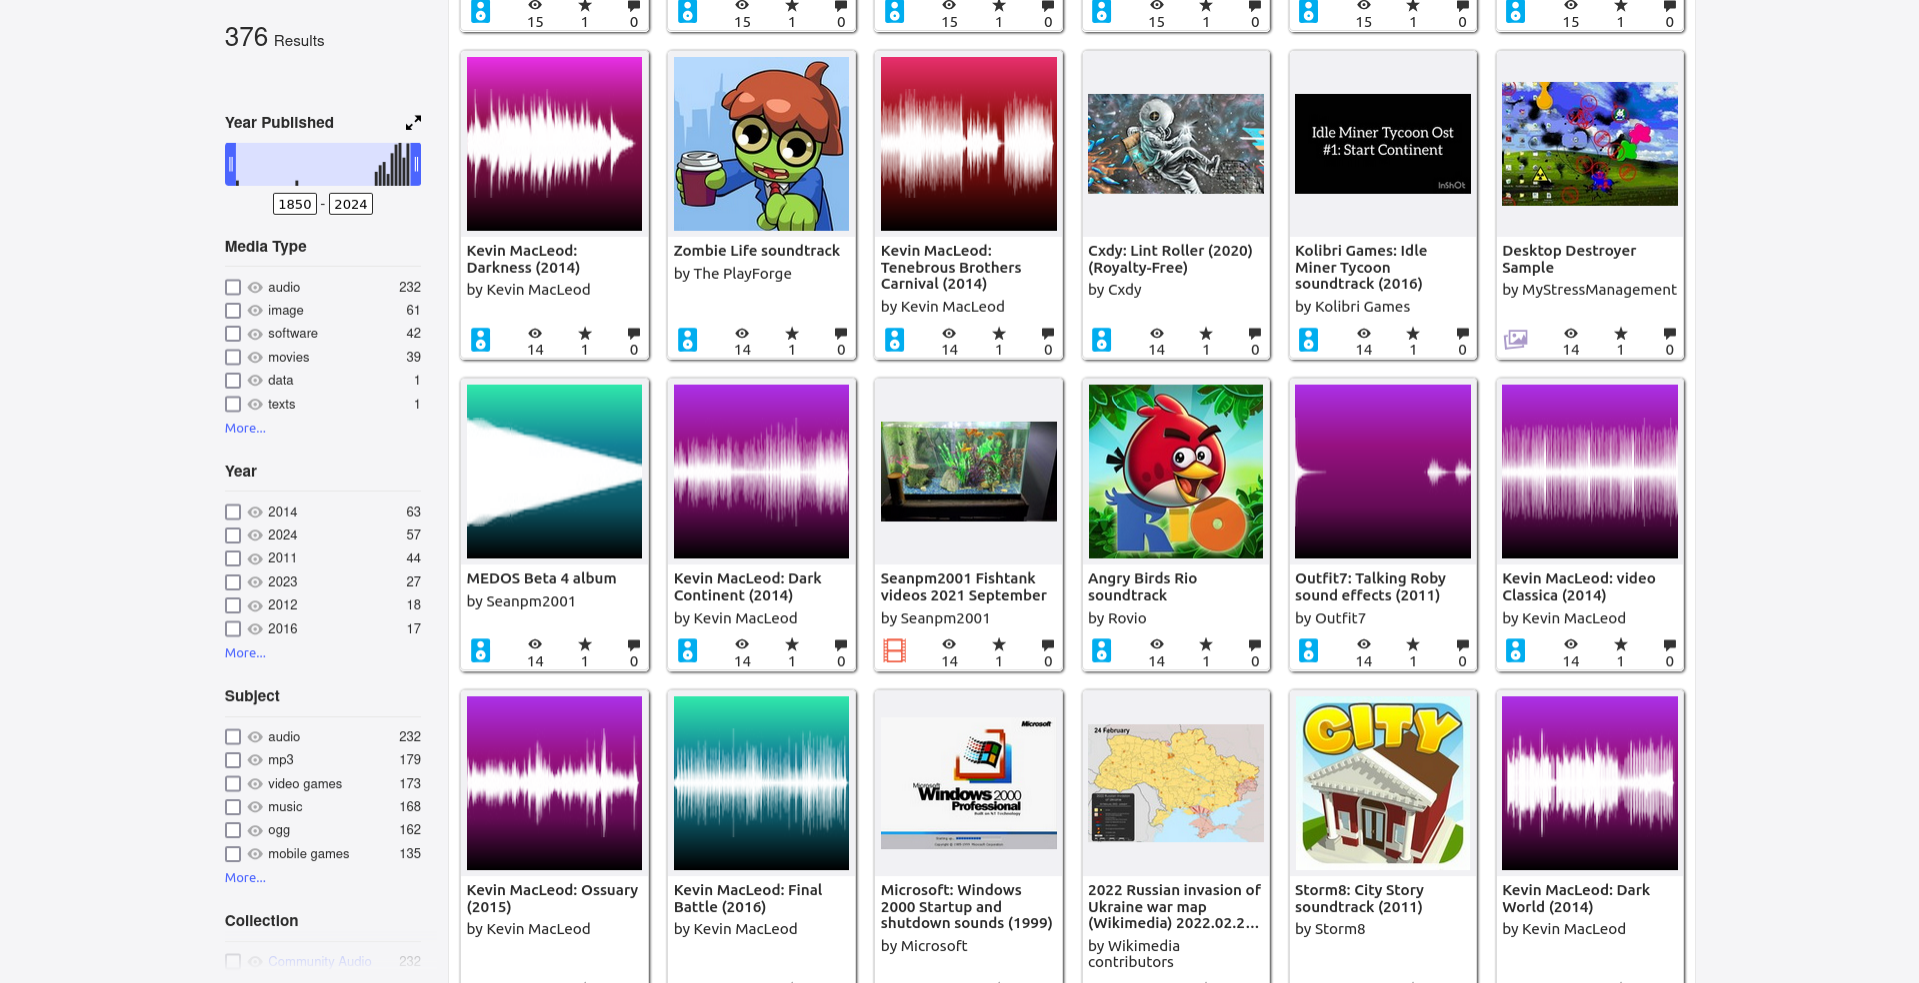 376 Results
Year Published
1850 - 2024
Media Type
audio 232
image 61
software 42
movies 39
data 1
texts 1
More...
Year
2014 63
2024 57
2011 44
2023 27
2012 18
2016 17
More...
Subject
audio 232
mp3 179
video games 173
music 168
ogg 162
mobile games 135
More...
Collection
Community Audio 232
15 1 0
15 1 0
15 1 0
15 1 0
15 1 0
15 1 0
Kevin MacLeod:
Darkness (2014)
by Kevin MacLeod
14 1 0
Zombie Life soundtrack
by The PlayForge
14 1 0
Kevin MacLeod:
Tenebrous Brothers
Carnival (2014)
by Kevin MacLeod
14 1 0
Cxdy: Lint Roller (2020)
(Royalty-Free)
by Cxdy
14 1 0
Idle Miner Tycoon Ost
#1: Start Continent
InShOt
Kolibri Games: Idle
Miner Tycoon
soundtrack (2016)
by Kolibri Games
14 1 0
Desktop Destroyer
Sample
by MyStressManagement
14 1 0
MEDOS Beta 4 album
by Seanpm2001
14 1 0
Kevin MacLeod: Dark
Continent (2014)
by Kevin MacLeod
14 1 0
Seanpm2001 Fishtank
videos 2021 September
by Seanpm2001
14 1 0
RIO
Angry Birds Rio
soundtrack
by Rovio
14 1 0
Outfit7: Talking Roby
sound effects (2011)
by Outfit7
14 1 0
Kevin MacLeod: video
Classica (2014)
by Kevin MacLeod
14 1 0
Kevin MacLeod: Ossuary
(2015)
by Kevin MacLeod
Kevin MacLeod: Final
Battle (2016)
by Kevin MacLeod
Microsoft
Microsoft
Windows 2000
Professional
Built on NT Technology
Microsoft: Windows
2000 Startup and
shutdown sounds (1999)
by Microsoft
24 February
2022 Russian invasion of
Ukraine war map
(Wikimedia) 2022.02.2...
by Wikimedia
contributors
CITY
Storm8: City Story
soundtrack (2011)
by Storm8
Kevin MacLeod: Dark
World (2014)
by Kevin MacLeod